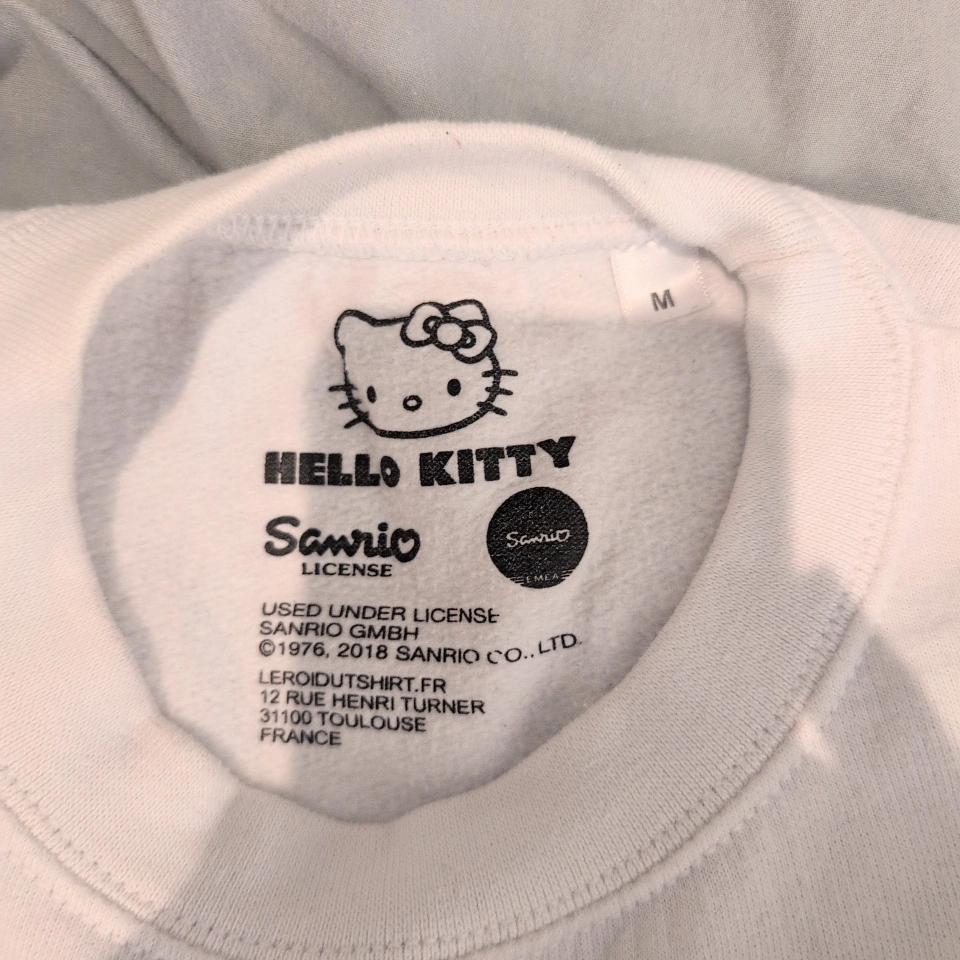 M
HELLO KITTY
Sanrio
LICENSE
Sanrio
EMEA
USED UNDER LICENSE
SANRIO GMBH
©1976, 2018 SANRIO CO., LTD.
LEROIDUTSHIRT.FR
12 RUE HENRI TURNER
31100 TOULOUSE
FRANCE